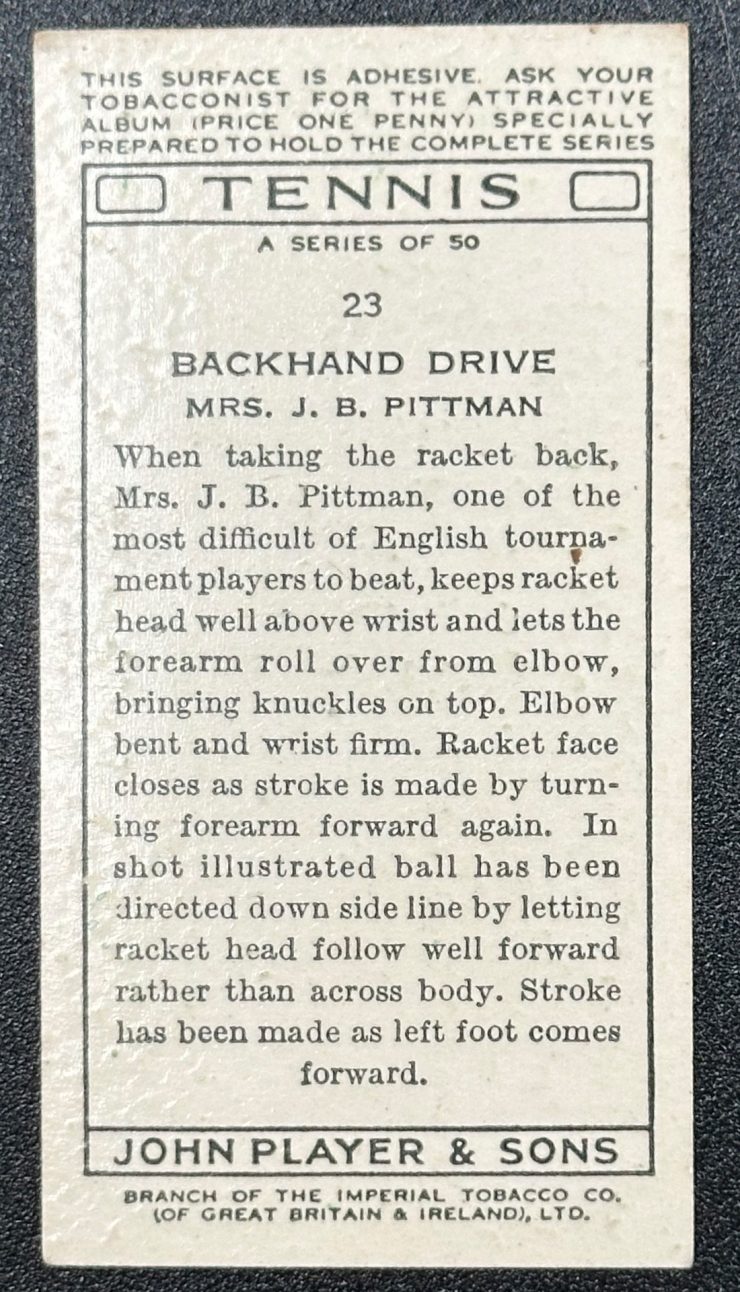 THIS SURFACE IS ADHESIVE. ASK YOUR
TOBACCONIST FOR THE ATTRACTIVE
ALBUM (PRICE ONE PENNY) SPECIALLY
PREPARED TO HOLD THE COMPLETE SERIES
TENNIS
A SERIES OF 50
23
BACKHAND DRIVE
MRS. J. B. PITTMAN
When taking the racket back,
Mrs. J. B. Pittman, one of the
most difficult of English tourna-
ment players to beat, keeps racket
head well above wrist and lets the
forearm roll over from elbow,
bringing knuckles on top. Elbow
bent and wrist firm. Racket face
closes as stroke is made by turn-
ing forearm forward again. In
shot illustrated ball has been
directed down side line by letting
racket head follow well forward
rather than across body. Stroke
has been made as left foot comes
forward.
JOHN PLAYER & SONS
BRANCH OF THE IMPERIAL TOBACCO CO.
(OF GREAT BRITAIN & IRELAND), LTD.